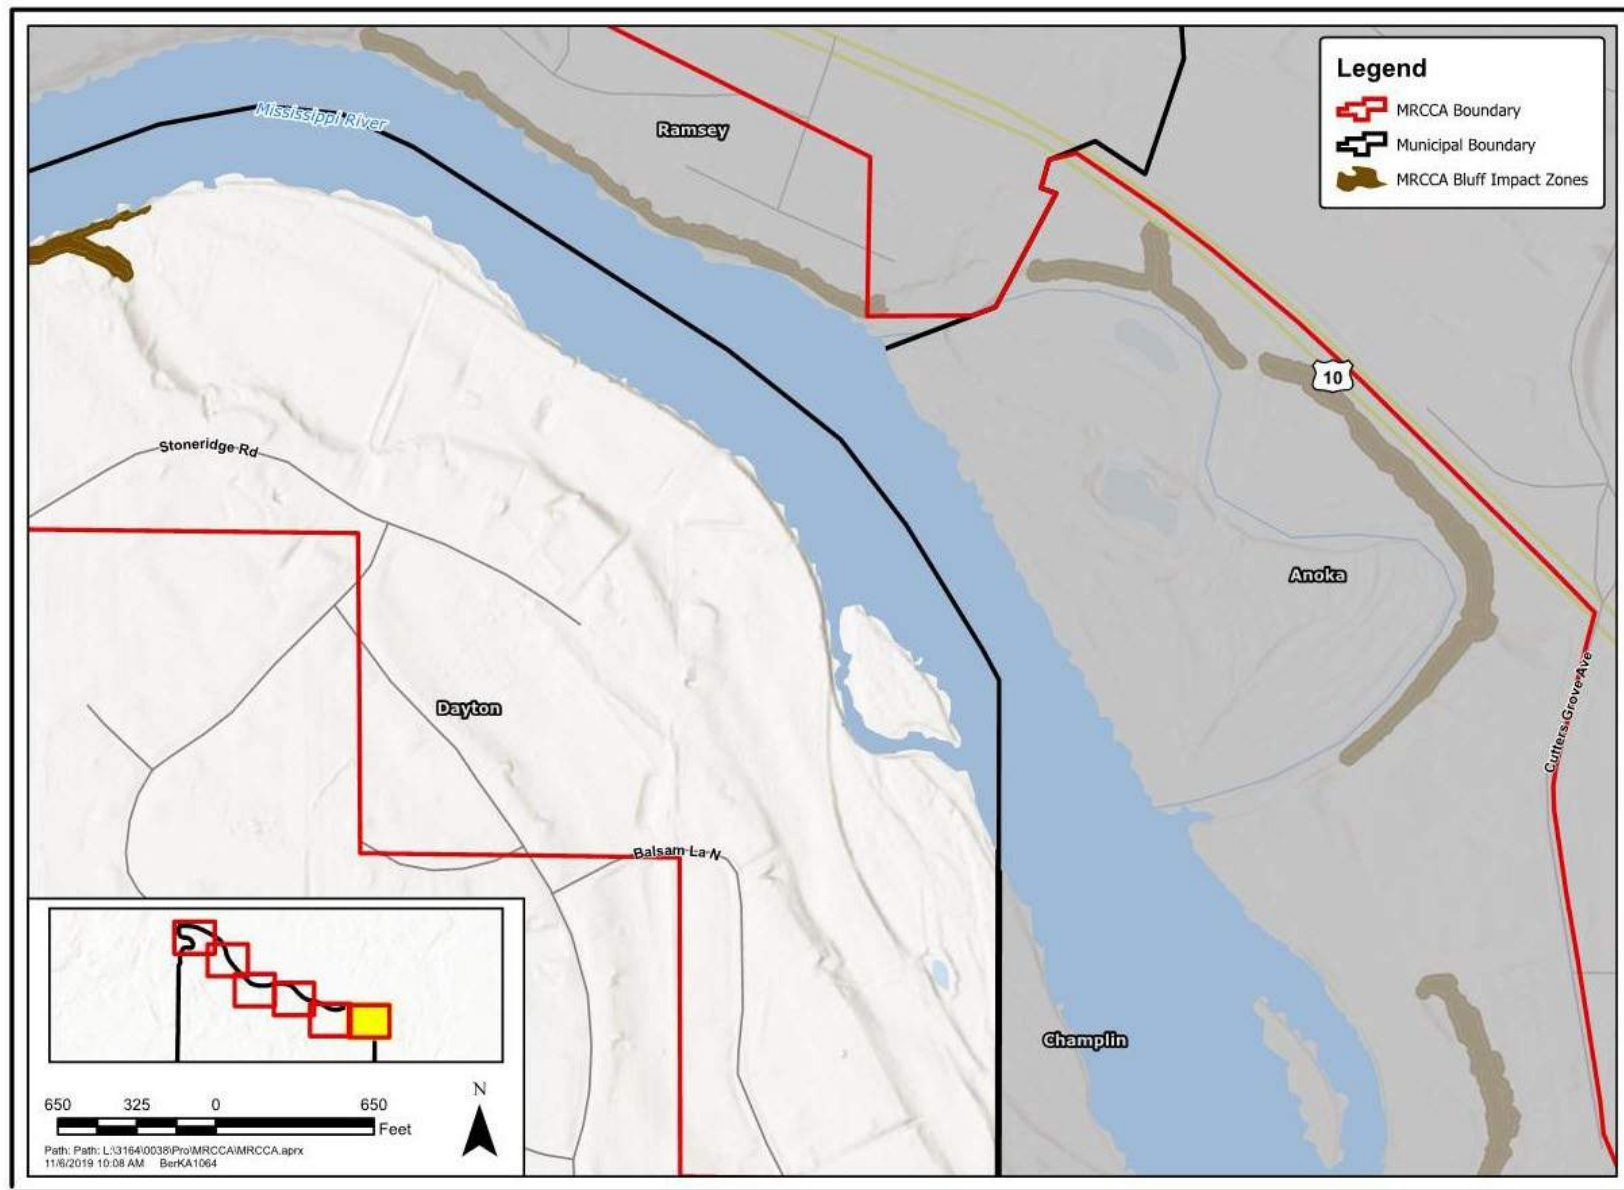 Legend
MRCCA Boundary
Municipal Boundary
MRCCA Bluff Impact Zones
Mississippi River
Ramsey
10
Stoneridge Rd
Anoka
Dayton
Cutters Grove Ave
Balsam La N
Champlin
N
650 325 0 650
Feet
Path: Path: L:\3164\0038\Pro\MRCCA\MRCCA.aprx
11/6/2019 10:08 AM BerKA1064